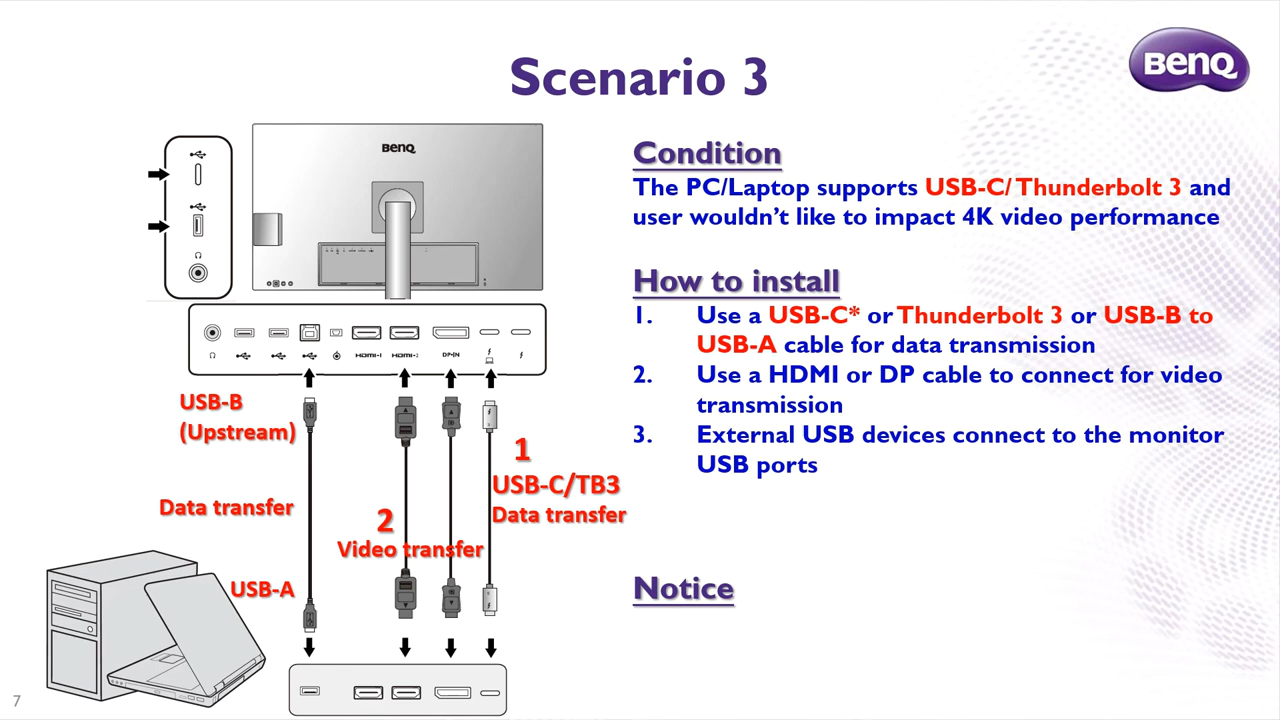 Scenario 3
BenQ
BenQ
HDMI-1
HDMI-2
DP-IN
USB-B
(Upstream)
Data transfer
USB-A
2
Video transfer
1
USB-C/TB3
Data transfer
Condition
The PC/Laptop supports USB-C/ Thunderbolt 3 and
user wouldn’t like to impact 4K video performance
How to install
1. Use a USB-C* or Thunderbolt 3 or USB-B to
USB-A cable for data transmission
2. Use a HDMI or DP cable to connect for video
transmission
3. External USB devices connect to the monitor
USB ports
Notice
7